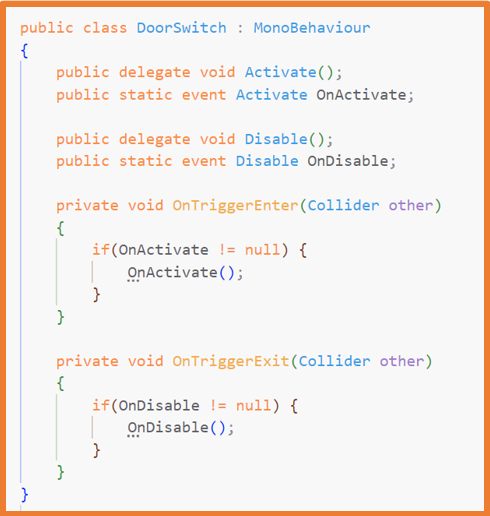 public class DoorSwitch : MonoBehaviour
{
    public delegate void Activate();
    public static event Activate OnActivate;

    public delegate void Disable();
    public static event Disable OnDisable;

    private void OnTriggerEnter(Collider other)
    {
        if(OnActivate != null) {
            OnActivate();
        }
    }

    private void OnTriggerExit(Collider other)
    {
        if(OnDisable != null) {
            OnDisable();
        }
    }
}